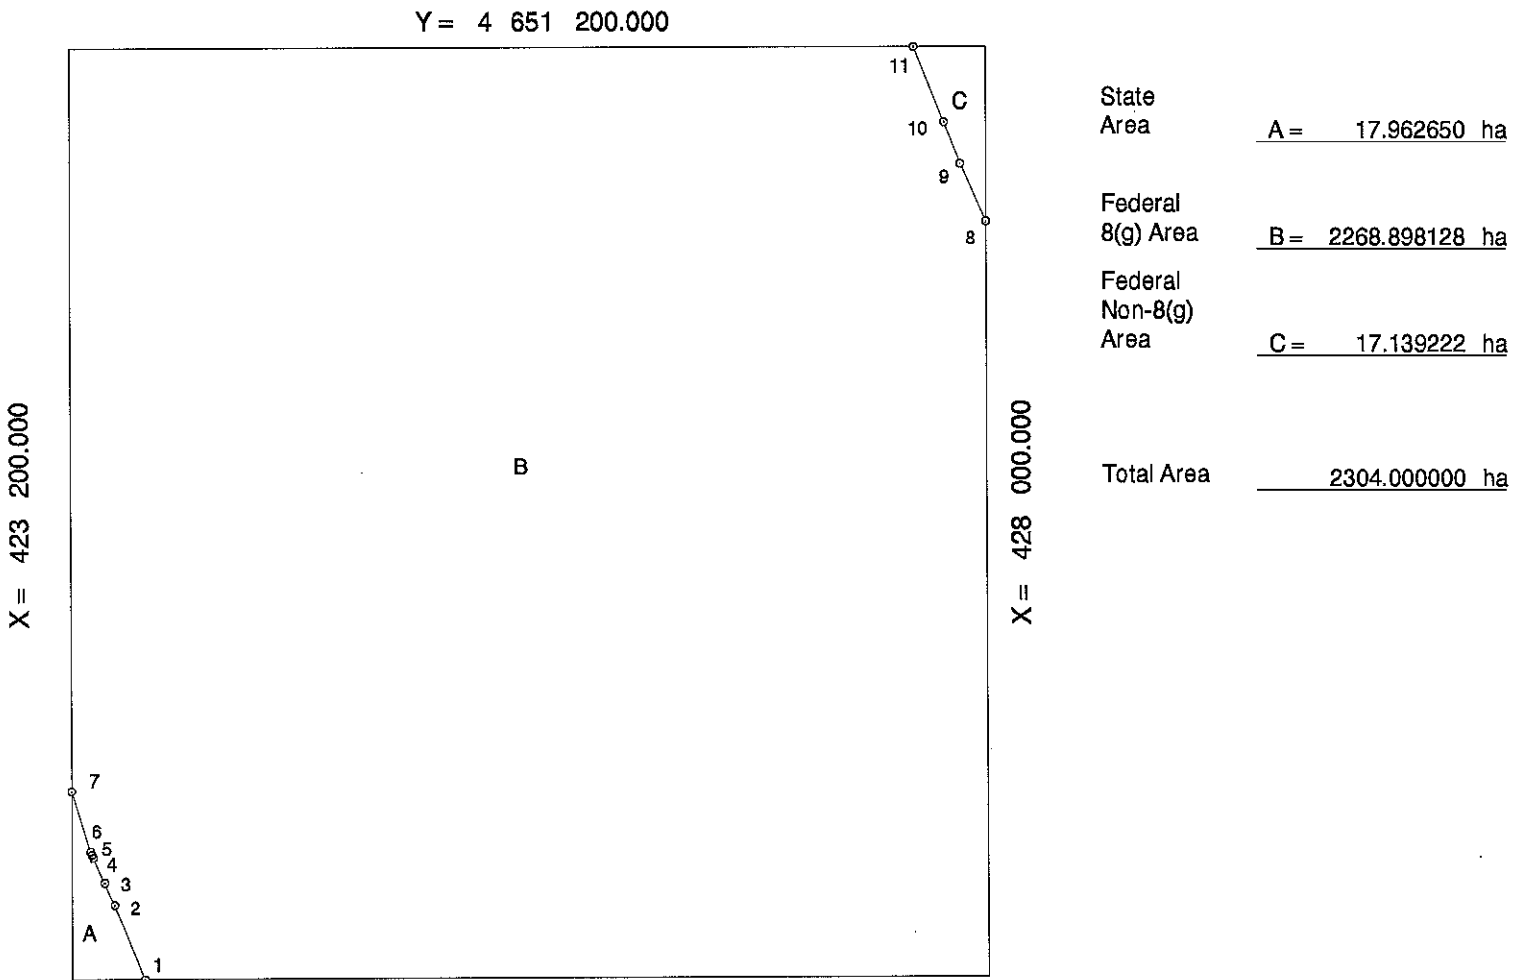 Y = 4 651 200.000
11
C
10
9
8
State
Area A = 17.962650 ha
Federal
8(g) Area B = 2268.898128 ha
Federal
Non-8(g)
Area C = 17.139222 ha
Total Area 2304.000000 ha
X = 423 200.000
B
X = 428 000.000
7
6
5
4
3
2
A
1